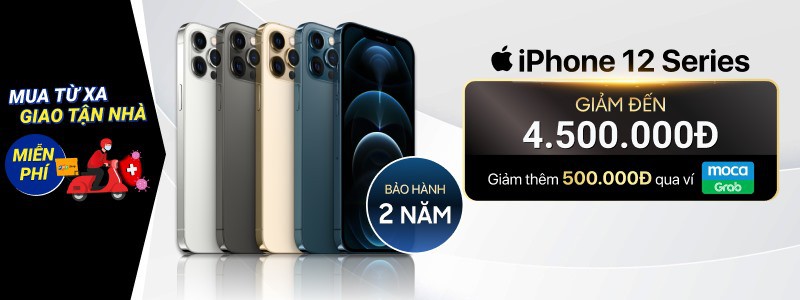 MUA TỪ XA
GIAO TẬN NHÀ
MIỄN
PHÍ
BẢO HÀNH
2 NĂM
iPhone 12 Series
GIẢM ĐẾN
4.500.000Đ
Giảm thêm 500.000Đ qua ví moca
Grab